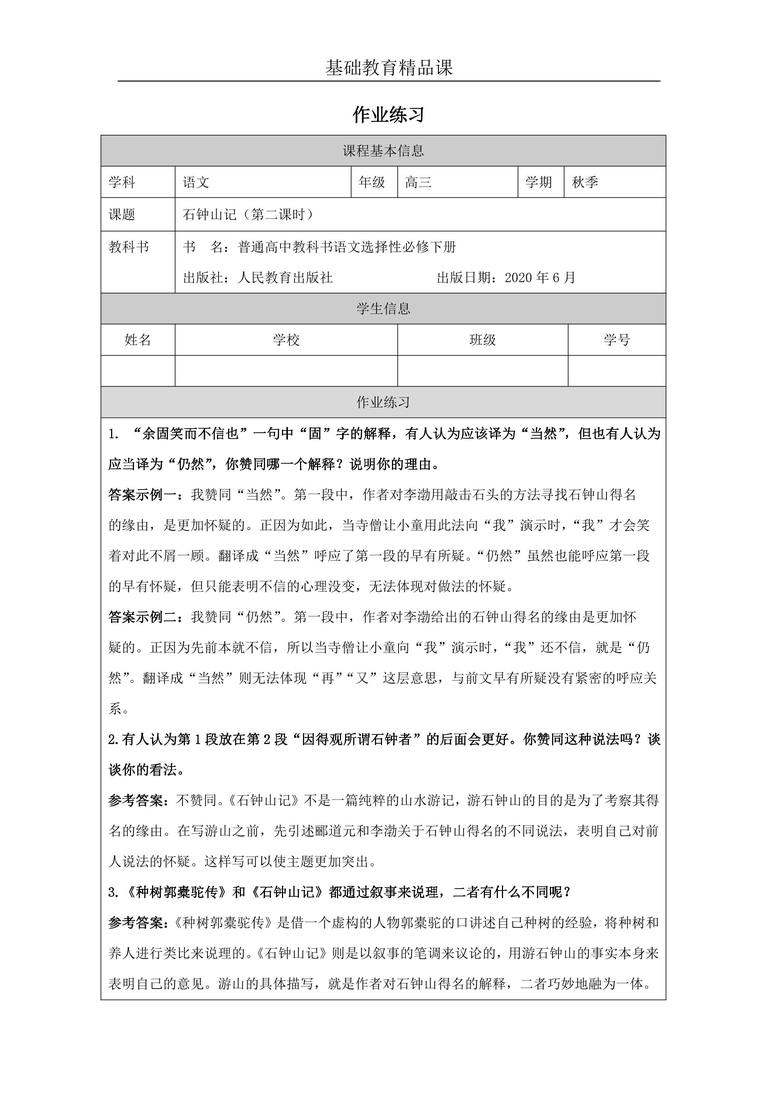 基础教育精品课
作业练习
课程基本信息
学科 语文 年级 高三 学期 秋季
课题 石钟山记（第二课时）
教科书 书 名：普通高中教科书语文选择性必修下册
出版社：人民教育出版社 出版日期：2020 年 6 月
学生信息
姓名 学校 班级 学号
作业练习
1. “余固笑而不信也”一句中“固”字的解释，有人认为应该译为“当然”，但也有人认为
应当译为“仍然”，你赞同哪一个解释？说明你的理由。
答案示例一：我赞同“当然”。第一段中，作者对李渤用敲击石头的方法寻找石钟山得名
的缘由，是更加怀疑的。正因为如此，当寺僧让小童用此法向“我”演示时，“我”才会笑
着对此不屑一顾。翻译成“当然”呼应了第一段的早有所疑。“仍然”虽然也能呼应第一段
的早有怀疑，但只能表明不信的心理没变，无法体现对做法的怀疑。
答案示例二：我赞同“仍然”。第一段中，作者对李渤给出的石钟山得名的缘由是更加怀
疑的。正因为先前本就不信，所以当寺僧让小童向“我”演示时，“我”还不信，就是“仍
然”。翻译成“当然”则无法体现“再”“又”这层意思，与前文早有所疑没有紧密的呼应关
系。
2.有人认为第 1 段放在第 2 段“因得观所谓石钟者”的后面会更好。你赞同这种说法吗？谈
谈你的看法。
参考答案：不赞同。《石钟山记》不是一篇纯粹的山水游记，游石钟山的目的是为了考察其得
名的缘由。在写游山之前，先引述郦道元和李渤关于石钟山得名的不同说法，表明自己对前
人说法的怀疑。这样写可以使主题更加突出。
3.《种树郭橐驼传》和《石钟山记》都通过叙事来说理，二者有什么不同呢？
参考答案：《种树郭橐驼传》是借一个虚构的人物郭橐驼的口讲述自己种树的经验，将种树和
养人进行类比来说理的。《石钟山记》则是以叙事的笔调来议论的，用游石钟山的事实本身来
表明自己的意见。游山的具体描写，就是作者对石钟山得名的解释，二者巧妙地融为一体。